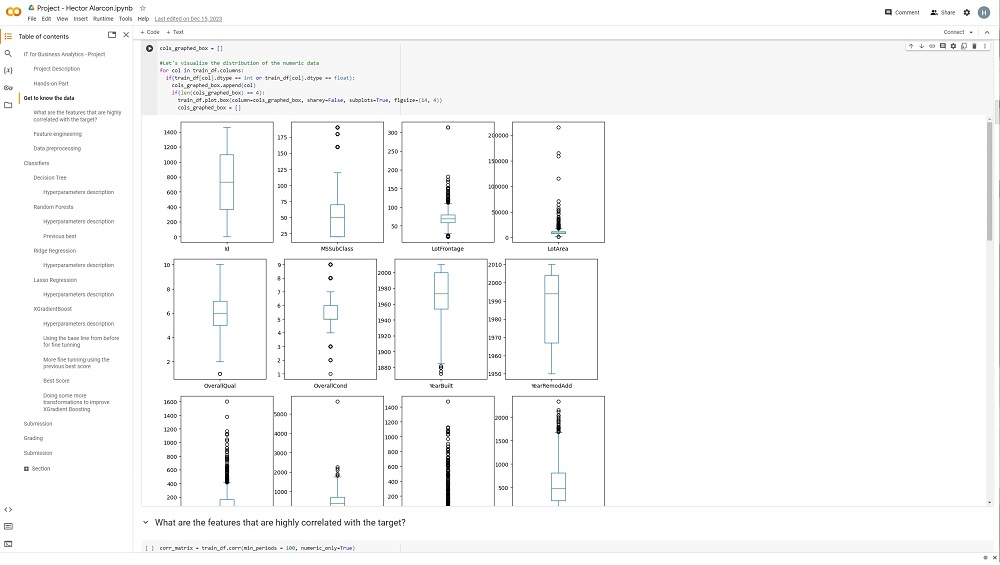 Project - Hector Alarcon.ipynb
File Edit View Insert Runtime Tools Help Last edited on Dec 15, 2023
Comment Share H
Table of contents
+ Code + Text
Connect
IT for Business Analytics - Project
Project Description
Hands-on Part
Get to know the data
What are the features that are highly
correlated with the target?
Feature engineering
Data preprocessing
Classifiers
Decision Tree
Hyperparameters description
Random Forests
Hyperparameters description
Previous best
Ridge Regression
Hyperparameters description
Lasso Regression
Hyperparameters description
XGradientBoost
Hyperparameters description
Using the base line from before
for fine tunning
More fine tunning using the
previous best score
Best Score
Doing some more
transformations to improve
XGradient Boosting
Submission
Grading
Submission
Section
cols_graphed_box = []
#Let's visualize the distribution of the numeric data
for col in train_df.columns:
if(train_df[col].dtype == int or train_df[col].dtype == float):
cols_graphed_box.append(col)
if(len(cols_graphed_box) == 4):
train_df.plot.box(column=cols_graphed_box, sharey=False, subplots=True, figsize=(14, 4))
cols_graphed_box = []
1400
1200
1000
800
600
400
200
0
Id
175
150
125
100
75
50
25
MSSubClass
300
250
200
150
100
50
LotFrontage
200000
150000
100000
50000
0
LotArea
10
8
6
4
2
OverallQual
9
8
7
6
5
4
3
2
1
OverallCond
2000
1980
1960
1940
1920
1900
1880
YearBuilt
2010
2000
1990
1980
1970
1960
1950
YearRemodAdd
1600
1400
1200
1000
800
600
400
200
5000
4000
3000
2000
1000
1400
1200
1000
800
600
400
200
2000
1500
1000
500
What are the features that are highly correlated with the target?
[ ] corr_matrix = train_df.corr(min_periods = 100, numeric_only=True)